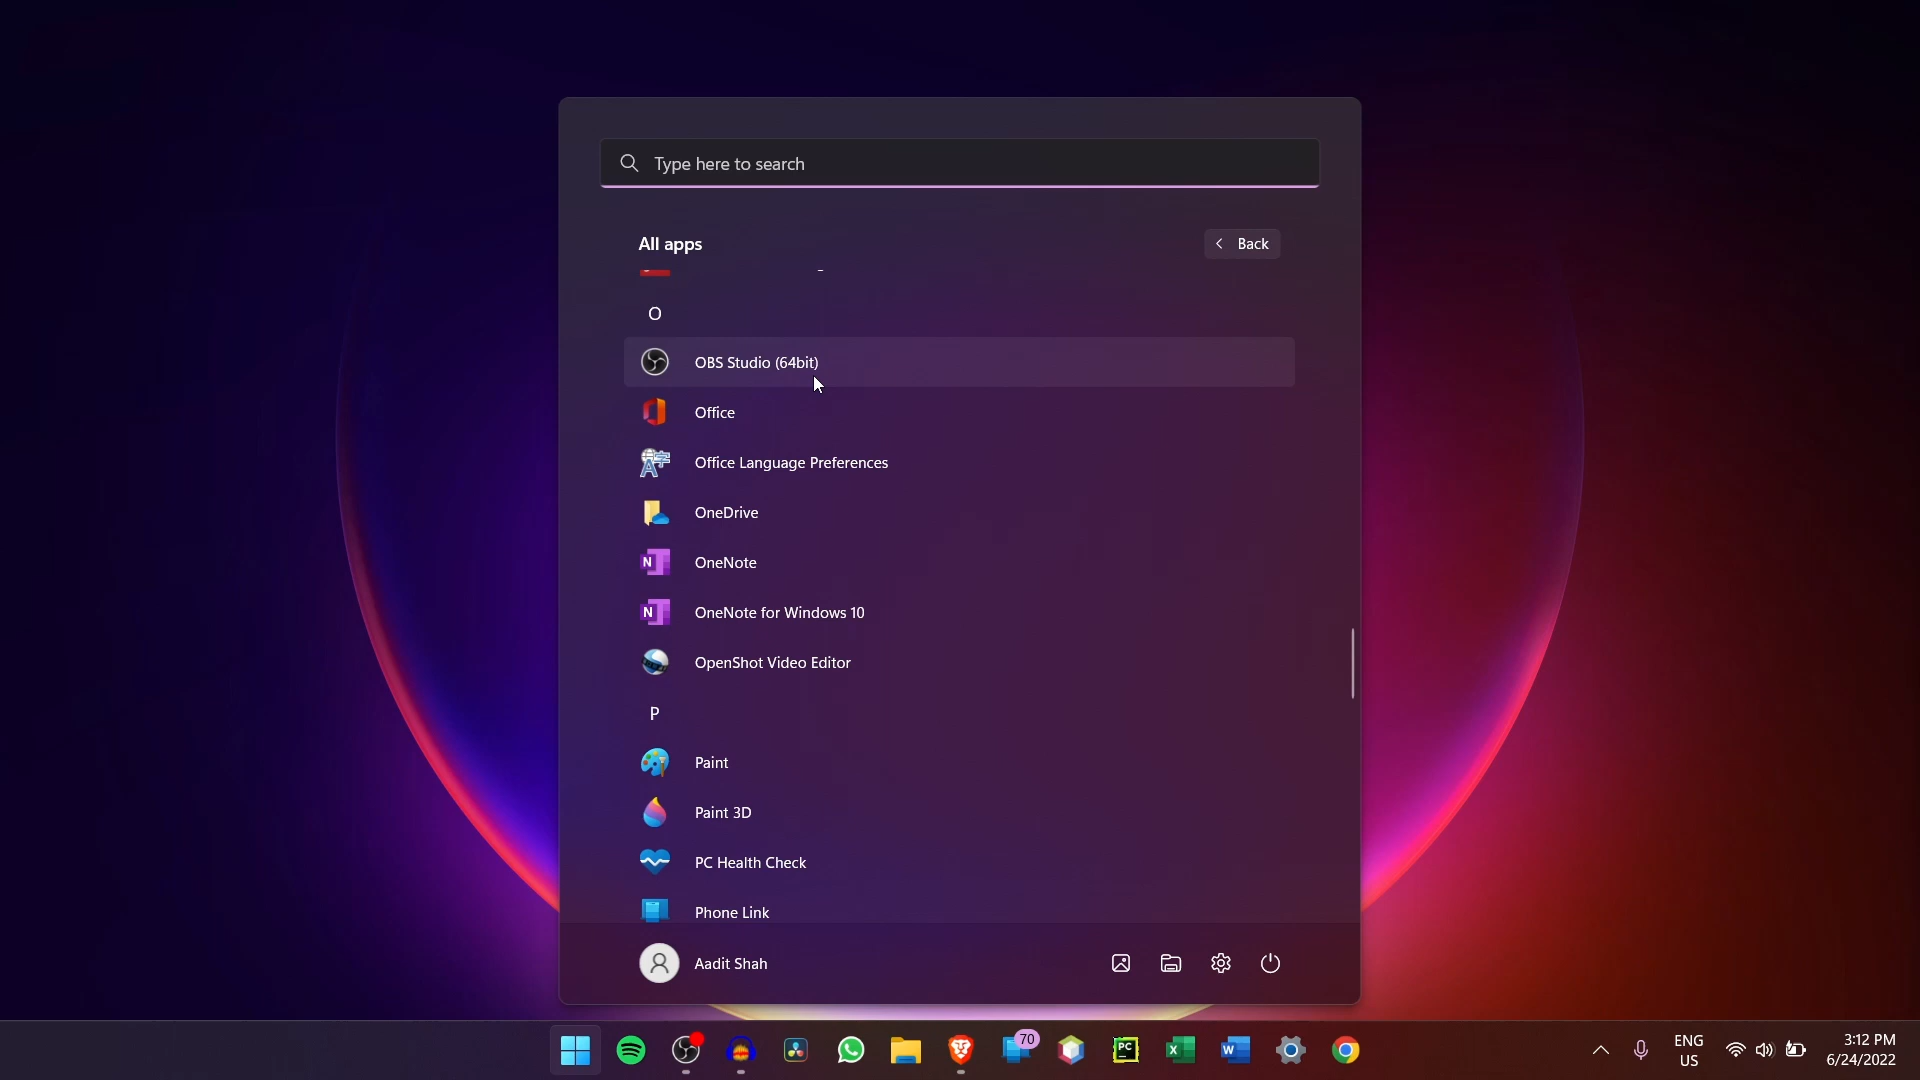 Type here to search
All apps
Back
O
OBS Studio (64bit)
Office
Office Language Preferences
OneDrive
OneNote
OneNote for Windows 10
OpenShot Video Editor
P
Paint
Paint 3D
PC Health Check
Phone Link
Aadit Shah
70
PC
ENG
US
3:12 PM
6/24/2022